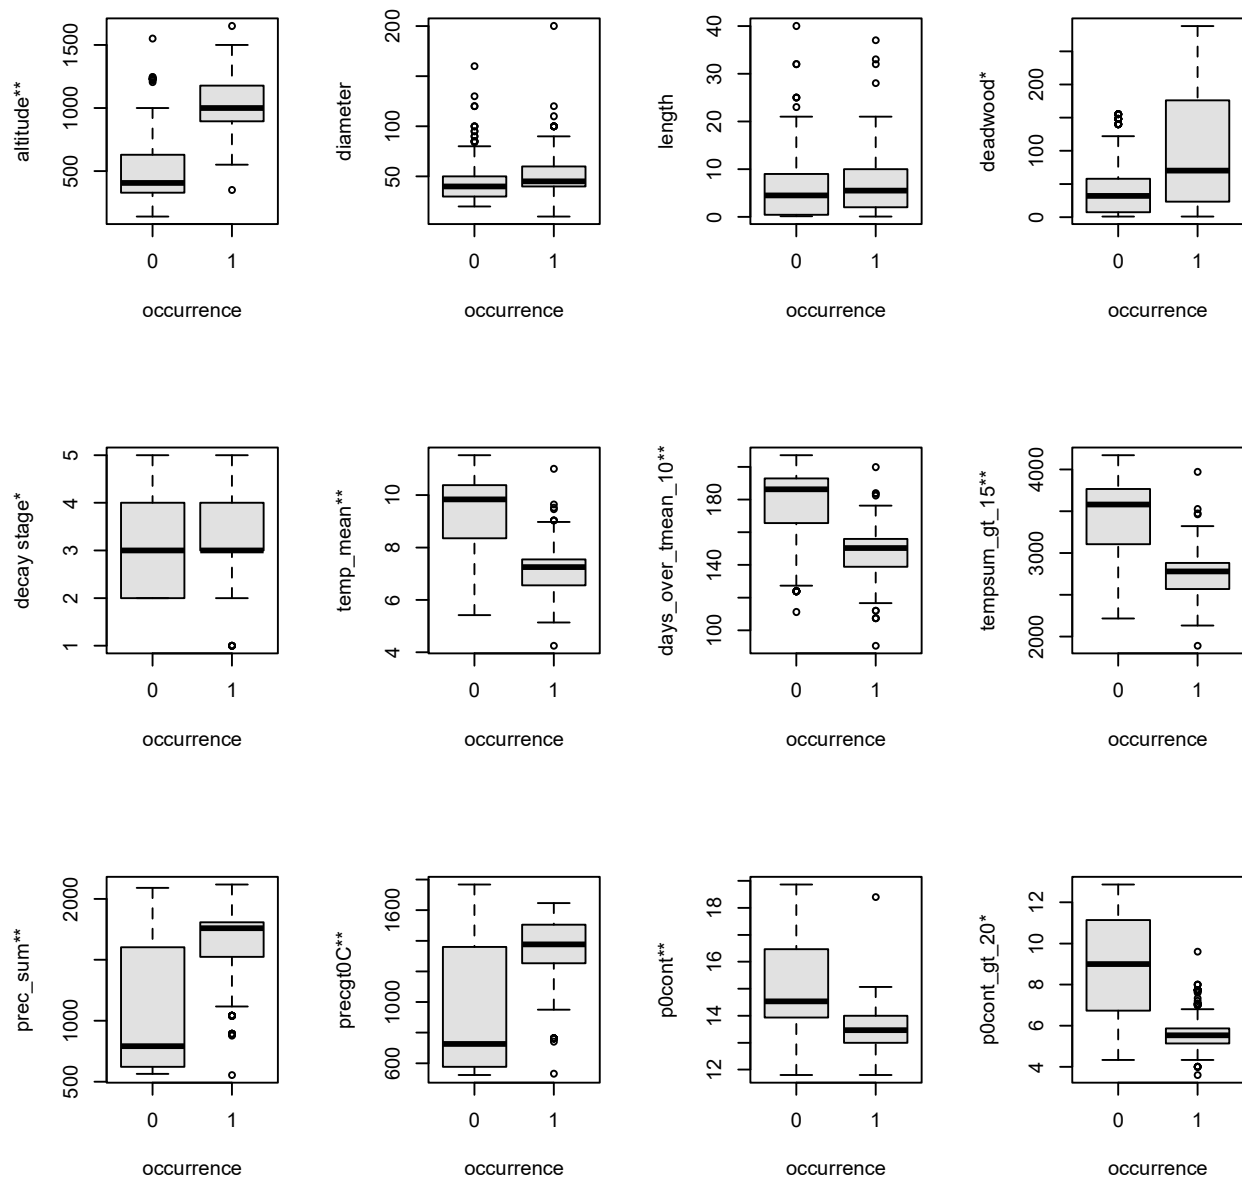 altitude**
500 1000 1500
0 1
occurrence
diameter
50 100 200
0 1
occurrence
length
0 10 20 30 40
0 1
occurrence
deadwood*
0 100 200
0 1
occurrence
decay stage*
1 2 3 4 5
0 1
occurrence
temp_mean**
4 6 8 10
0 1
occurrence
days_over_tmean_10**
100 140 180
0 1
occurrence
tempsum_gt_15**
2000 3000 4000
0 1
occurrence
prec_sum**
500 1000 2000
0 1
occurrence
precgt0C**
600 1000 1600
0 1
occurrence
p0cont**
12 14 16 18
0 1
occurrence
p0cont_gt_20*
4 6 8 10 12
0 1
occurrence